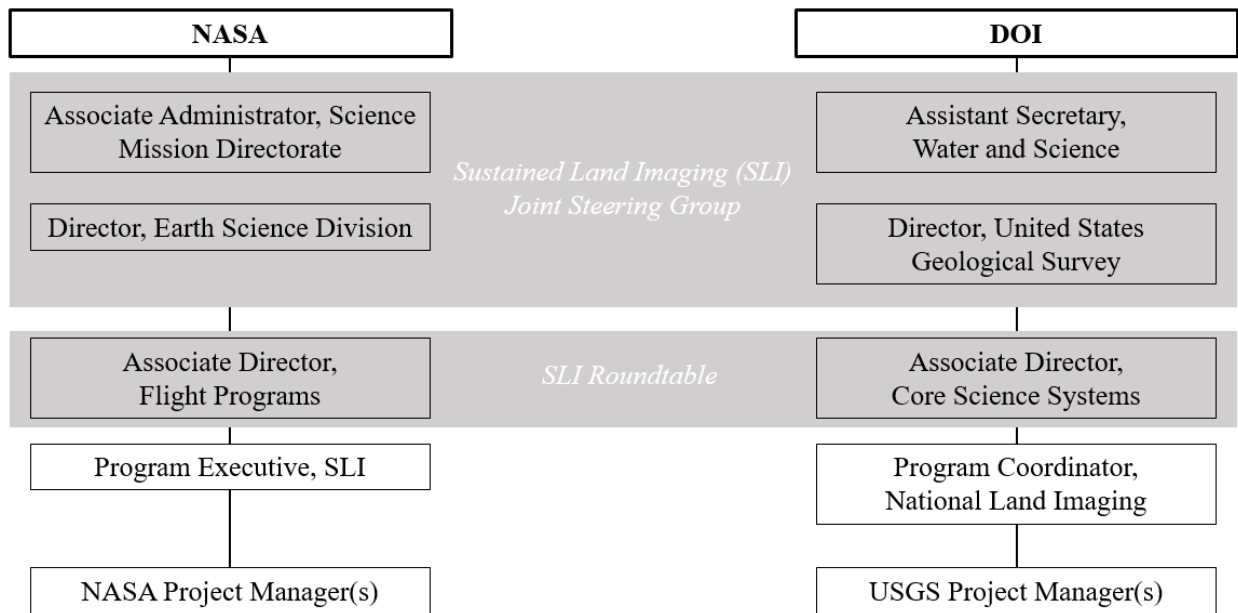 NASA
DOI
Associate Administrator, Science
Mission Directorate
Assistant Secretary,
Water and Science
Sustained Land Imaging (SLI)
Joint Steering Group
Director, Earth Science Division
Director, United States
Geological Survey
Associate Director,
Flight Programs
SLI Roundtable
Associate Director,
Core Science Systems
Program Executive, SLI
Program Coordinator,
National Land Imaging
NASA Project Manager(s)
USGS Project Manager(s)